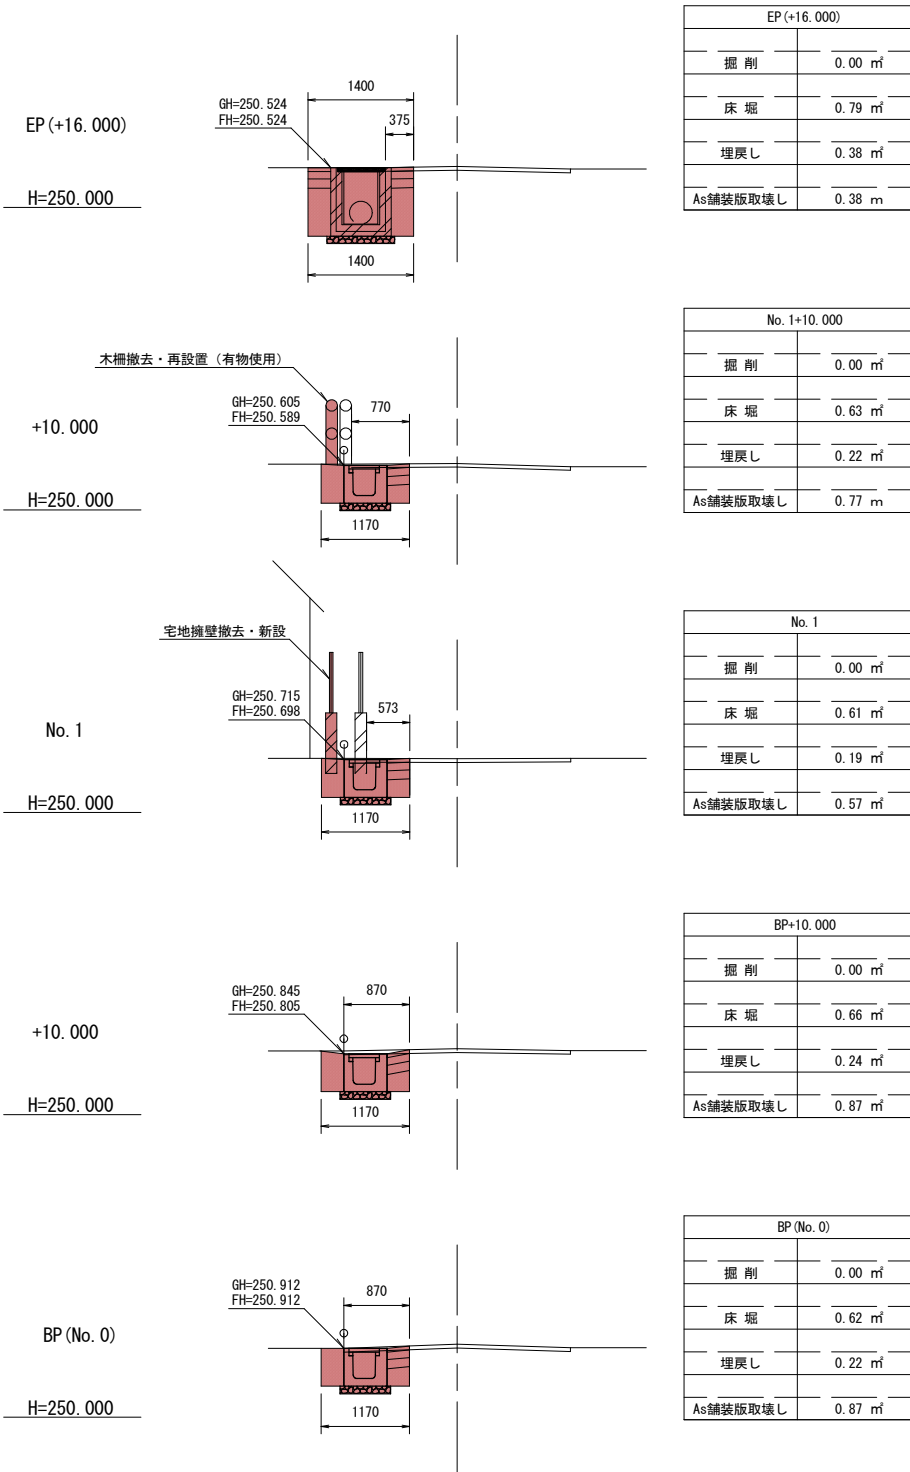 EP(+16.000)
H=250.000
GH=250.524
FH=250.524
1400
375
1400
EP(+16.000)
掘 削 0.00 ㎡
床 堀 0.79 ㎡
埋戻し 0.38 ㎡
As舗装版取壊し 0.38 m
+10.000
H=250.000
木柵撤去・再設置（有物使用）
GH=250.605
FH=250.589
770
1170
No.1+10.000
掘 削 0.00 ㎡
床 堀 0.63 ㎡
埋戻し 0.22 ㎡
As舗装版取壊し 0.77 m
No.1
H=250.000
宅地擁壁撤去・新設
GH=250.715
FH=250.698
573
1170
No.1
掘 削 0.00 ㎡
床 堀 0.61 ㎡
埋戻し 0.19 ㎡
As舗装版取壊し 0.57 ㎡
+10.000
H=250.000
GH=250.845
FH=250.805
870
1170
BP+10.000
掘 削 0.00 ㎡
床 堀 0.66 ㎡
埋戻し 0.24 ㎡
As舗装版取壊し 0.87 ㎡
BP(No.0)
H=250.000
GH=250.912
FH=250.912
870
1170
BP(No.0)
掘 削 0.00 ㎡
床 堀 0.62 ㎡
埋戻し 0.22 ㎡
As舗装版取壊し 0.87 ㎡